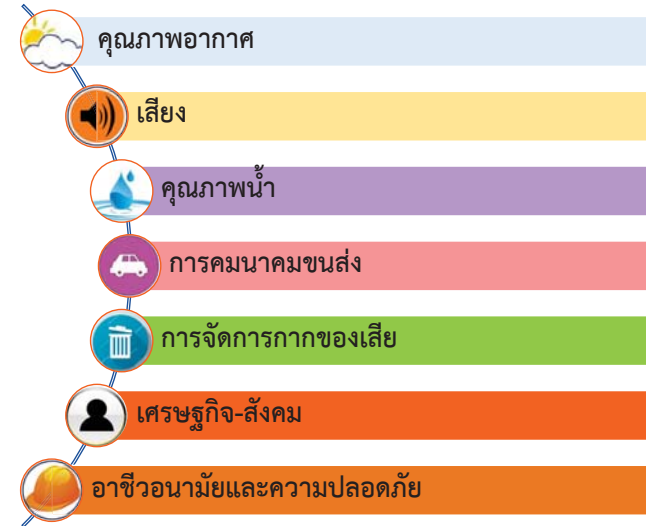 คุณภาพอากาศ
เสียง
คุณภาพน้ำ
การคมนาคมขนส่ง
การจัดการกากของเสีย
เศรษฐกิจ-สังคม
อาชีวอนามัยและความปลอดภัย